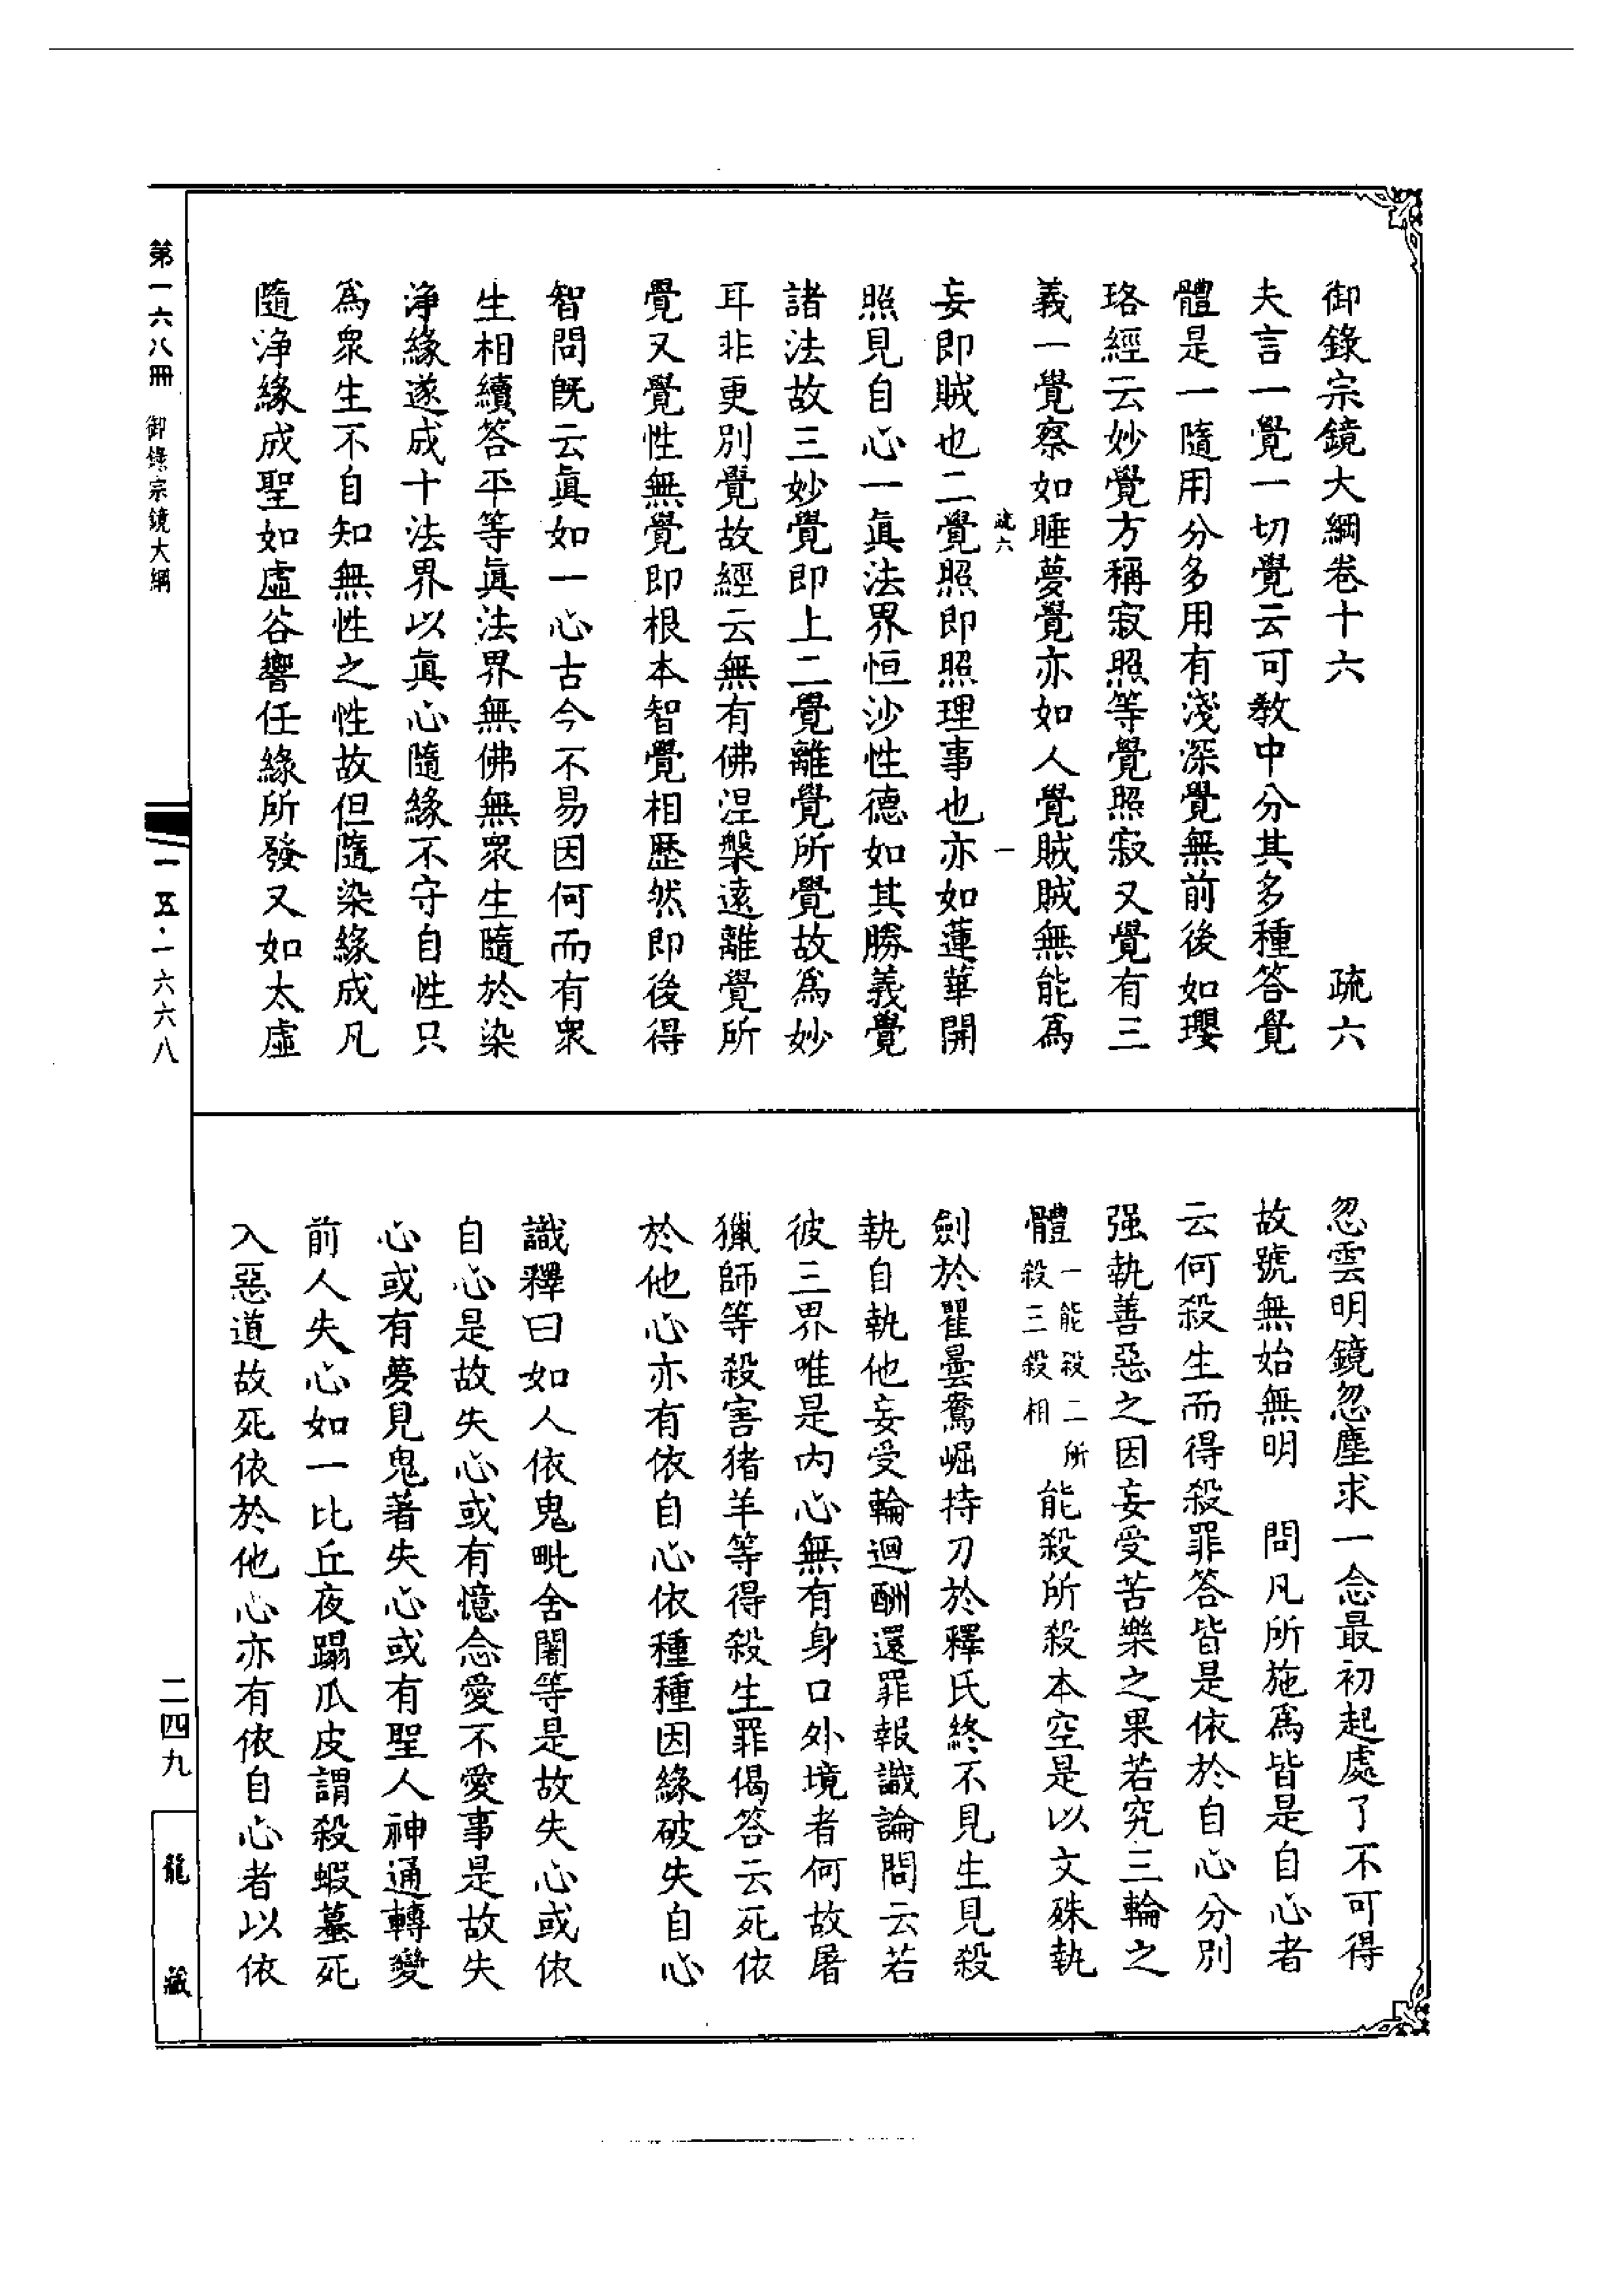 御錄宗鏡大綱卷十六 疏六
夫言一覺一切覺云可教中分其多種答覺
體是一隨用分多用有淺深覺無前後如瓔
珞經云妙覺方稱寂照等覺照寂又覺有三
義一覺察如睡夢覺亦如人覺賊賊無能爲
疏六 一
妄即賊也二覺照即照理事也亦如蓮華開
照見自心一眞法界恒沙性德如其勝義覺
諸法故三妙覺即上二覺離覺所覺故爲妙
耳非更別覺故經云無有佛涅槃遠離覺所
覺又覺性無覺即根本智覺相歷然即後得
智問旣云眞如一心古今不易因何而有衆
生相續答平等眞法界無佛無衆生隨於染
淨緣遂成十法界以眞心隨緣不守自性只
爲衆生不自知無性之性故但隨染緣成凡
隨淨緣成聖如虛谷響任緣所發又如太虛
忽雲明鏡忽塵求一念最初起處了不可得
故號無始無明 問凡所施爲皆是自心者
云何殺生而得殺罪答皆是依於自心分別
强執善惡之因妄受苦樂之果若究三輪之
體一能殺二所殺三殺相能殺所殺本空是以文殊執
劍於瞿曇鴦崛持刀於釋氏終不見生見殺
執自執他妄受輪迴酬還罪報識論問云若
彼三界唯是內心無有身口外境者何故屠
獵師等殺害猪羊等得殺生罪偈答云死依
於他心亦有依自心依種種因緣破失自心
識釋曰如人依鬼毗舍闍等是故失心或依
自心是故失心或有憶念愛不愛事是故失
心或有夢見鬼著失心或有聖人神通轉變
前人失心如一比丘夜蹋瓜皮謂殺蝦蟇死
入惡道故死依於他心亦有依自心者以依
第一六八冊 御錄宗鏡大綱
一五·一六六八
二四九
龍藏